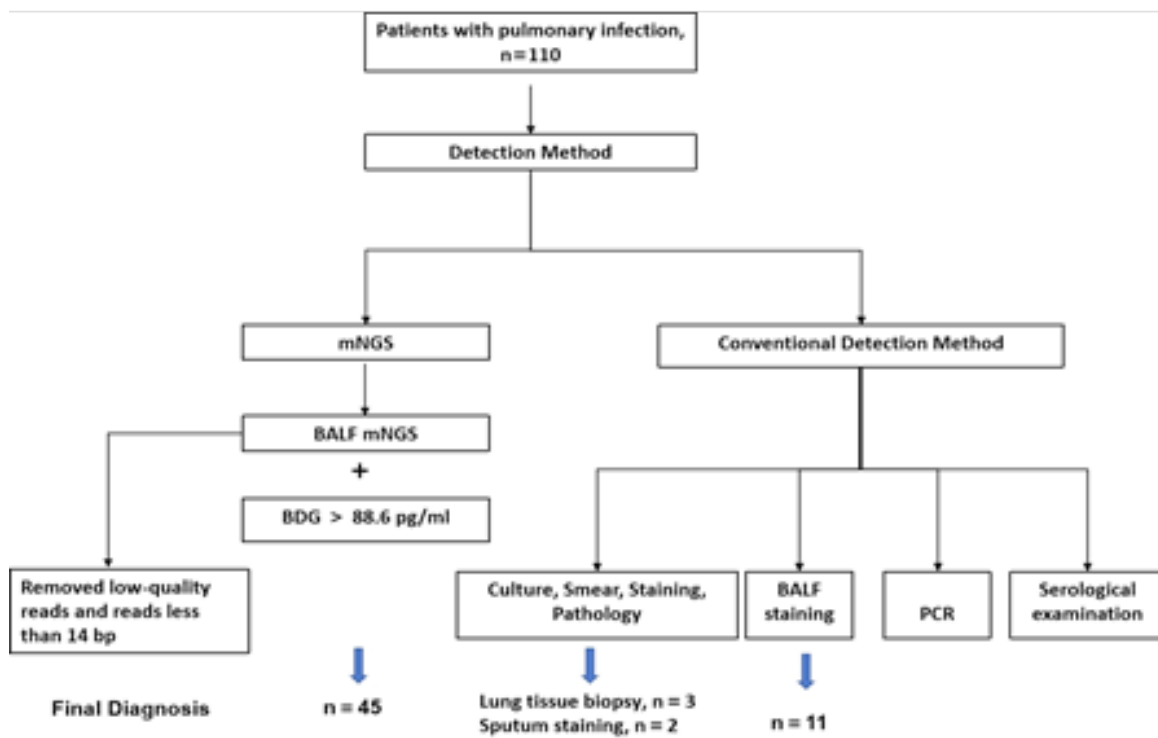 Patients with pulmonary infection,
n=110
Detection Method
mNGS
Conventional Detection Method
BALF mNGS
+
BDG > 88.6 pg/ml
Removed low-quality
reads and reads less
than 14 bp
Culture, Smear, Staining,
Pathology
BALF
staining
PCR
Serological
examination
Final Diagnosis
n = 45
Lung tissue biopsy, n = 3
Sputum staining, n = 2
n = 11